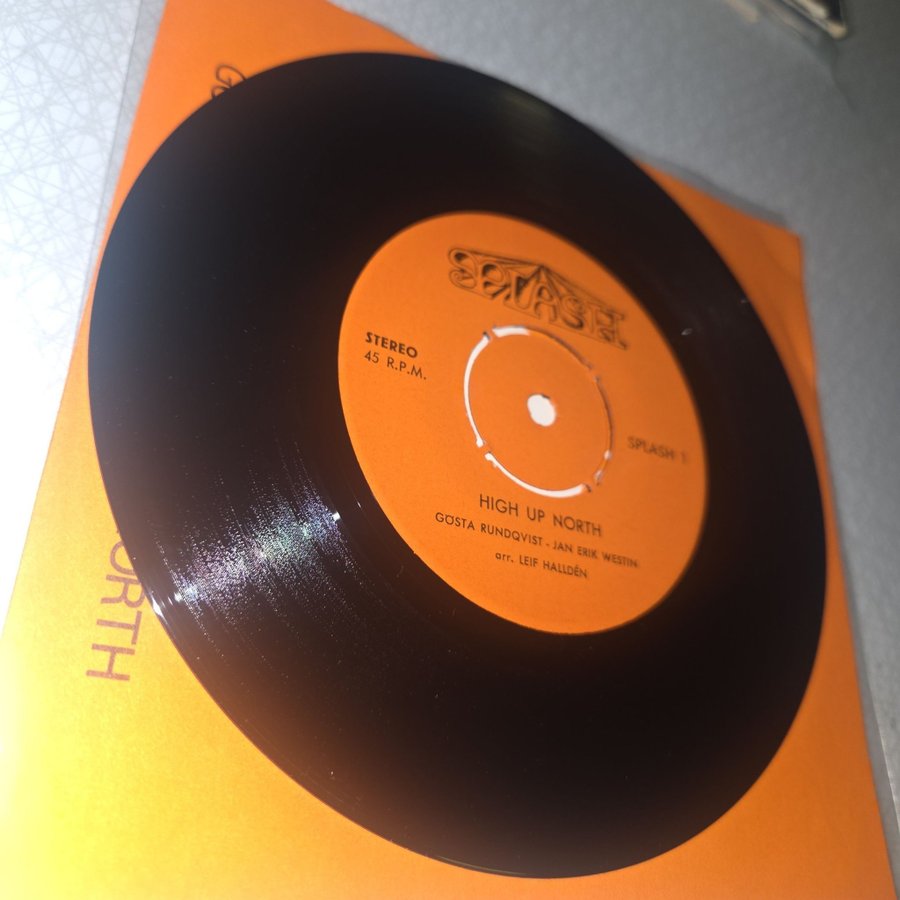 SPLASH
STEREO
45 R.P.M.
SPLASH 1
HIGH UP NORTH
GÖSTA RUNDQVIST - JAN ERIK WESTIN
arr. LEIF HALLDÉN
ORTH